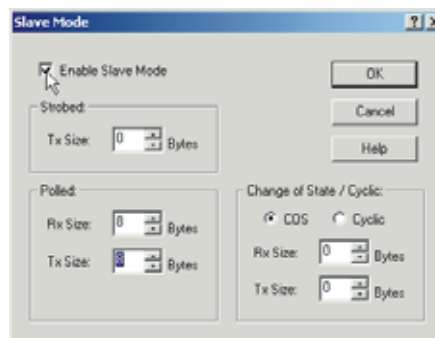 Slave Mode
Enable Slave Mode
OK
Strobed:
Cancel
Tx Size: 0 Bytes
Help
Polled:
Rx Size: 8 Bytes
Tx Size: 8 Bytes
Change of State / Cyclic:
COS Cyclic
Rx Size: 0 Bytes
Tx Size: 0 Bytes